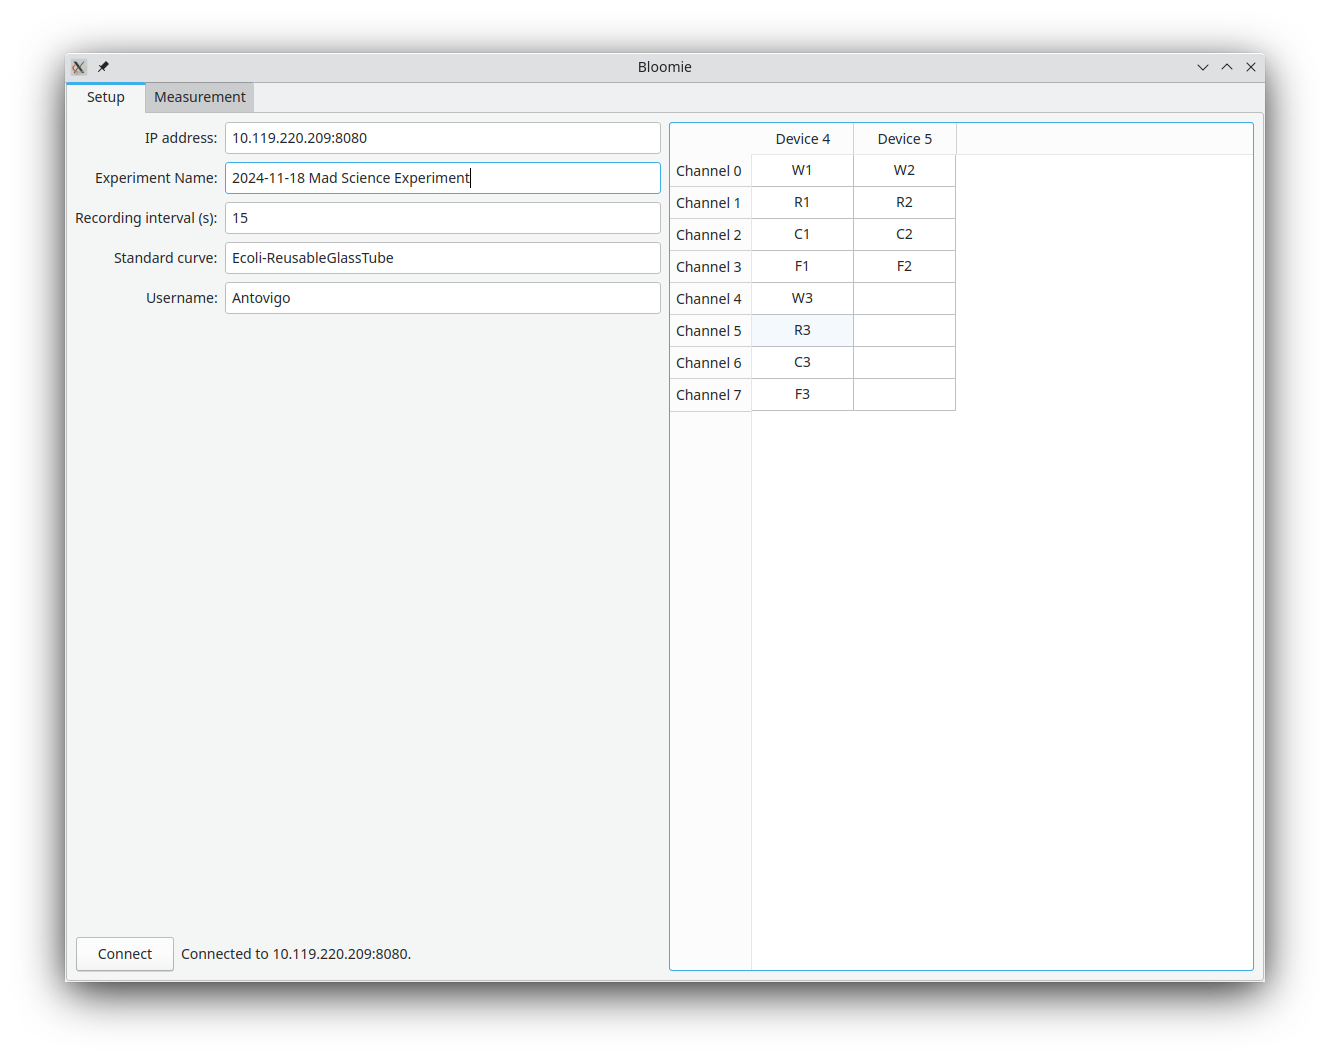 Bloomie
Setup Measurement
IP address: 10.119.220.209:8080
Experiment Name: 2024-11-18 Mad Science Experiment
Recording interval (s): 15
Standard curve: Ecoli-ReusableGlassTube
Username: Antovigo
Device 4 Device 5
Channel 0 W1 W2
Channel 1 R1 R2
Channel 2 C1 C2
Channel 3 F1 F2
Channel 4 W3
Channel 5 R3
Channel 6 C3
Channel 7 F3
Connect Connected to 10.119.220.209:8080.